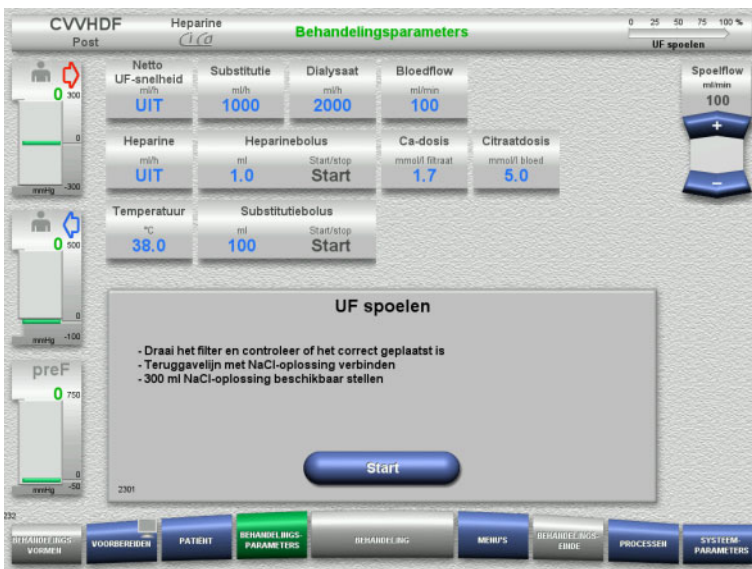 CVVHDF
Post
Heparine
CiCa
Behandelingsparameters
0 25 50 75 100 %
UF spoelen
0 300
0
mmHg -300
0 500
0
mmHg -100
preF
0 750
0
mmHg -50
Netto
UF-snelheid
ml/h
UIT
Substitutie
ml/h
1000
Dialysaat
ml/h
2000
Bloedflow
ml/min
100
Spoelflow
ml/min
100
+
−
Heparine
ml/h
UIT
Heparinebolus
ml Start/stop
1.0 Start
Ca-dosis
mmol/l filtraat
1.7
Citraatdosis
mmol/l bloed
5.0
Temperatuur
°C
38.0
Substitutiebolus
ml Start/stop
100 Start
UF spoelen
- Draai het filter en controleer of het correct geplaatst is
- Teruggavelijn met NaCl-oplossing verbinden
- 300 ml NaCl-oplossing beschikbaar stellen
Start
2301
232
BEHANDELINGS-
VORMEN
VOORBEREIDEN
PATIËNT
BEHANDELINGS-
PARAMETERS
BEHANDELING
MENU'S
BEHANDELINGS-
EINDE
PROCESSEN
SYSTEEM-
PARAMETERS